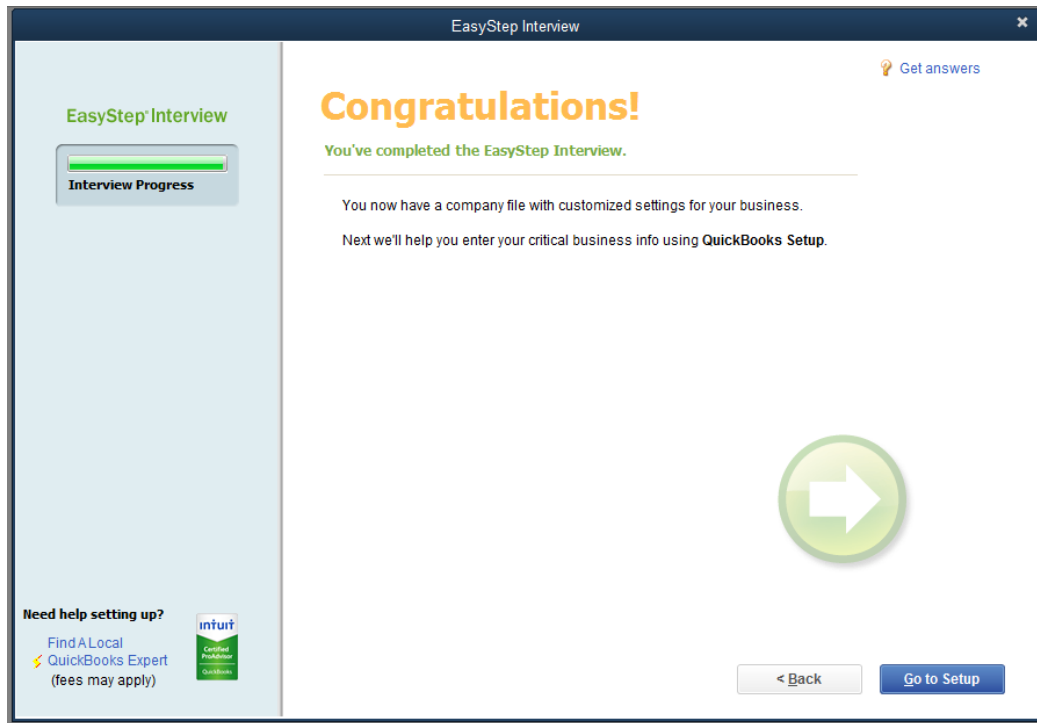 EasyStep Interview
Get answers
EasyStep Interview
Interview Progress
Congratulations!
You've completed the EasyStep Interview.
You now have a company file with customized settings for your business.
Next we'll help you enter your critical business info using QuickBooks Setup.
Need help setting up?
Find A Local
QuickBooks Expert
(fees may apply)
intuit
Certified
ProAdvisor
QuickBooks
< Back
Go to Setup